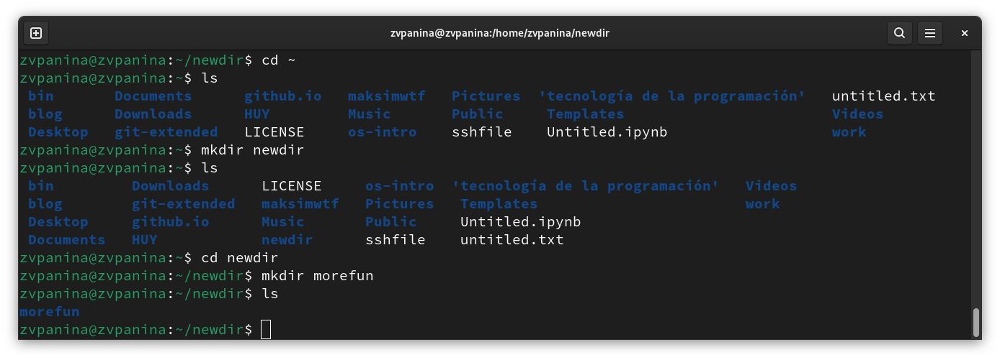 zvpanina@zvpanina:/home/zvpanina/newdir
zvpanina@zvpanina:~/newdir$ cd ~
zvpanina@zvpanina:~$ ls
bin Documents github.io maksimwtf Pictures 'tecnología de la programación' untitled.txt
blog Downloads HUY Music Public Templates Videos
Desktop git-extended LICENSE os-intro sshfile Untitled.ipynb work
zvpanina@zvpanina:~$ mkdir newdir
zvpanina@zvpanina:~$ ls
bin Downloads LICENSE os-intro 'tecnología de la programación' Videos
blog git-extended maksimwtf Pictures Templates work
Desktop github.io Music Public Untitled.ipynb
Documents HUY newdir sshfile untitled.txt
zvpanina@zvpanina:~$ cd newdir
zvpanina@zvpanina:~/newdir$ mkdir morefun
zvpanina@zvpanina:~/newdir$ ls
morefun
zvpanina@zvpanina:~/newdir$